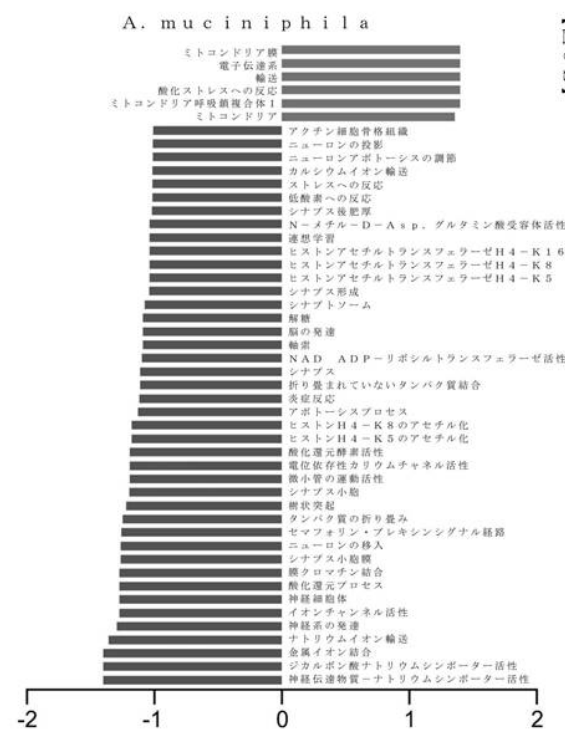 A. muciniphila
ミトコンドリア膜
電子伝達系
輸送
酸化ストレスへの反応
ミトコンドリア呼吸鎖複合体I
ミトコンドリア
アクチン細胞骨格組織
ニューロンの投影
ニューロンアポトーシスの調節
カルシウムイオン輸送
ストレスへの反応
低酸素への反応
シナプス後肥厚
N－メチル－D－Asp、グルタミン酸受容体活性
連想学習
ヒストンアセチルトランスフェラーゼH4－K16
ヒストンアセチルトランスフェラーゼH4－K8
ヒストンアセチルトランスフェラーゼH4－K5
シナプス形成
シナプトソーム
解糖
脳の発達
軸索
NAD ADP－リボシルトランスフェラーゼ活性
シナプス
折り畳まれていないタンパク質結合
炎症反応
アポトーシスプロセス
ヒストンH4－K8のアセチル化
ヒストンH4－K5のアセチル化
酸化還元酵素活性
電位依存性カリウムチャネル活性
微小管の運動活性
シナプス小胞
樹状突起
タンパク質の折り畳み
セマフォリン・プレキシンシグナル経路
ニューロンの移入
シナプス小胞膜
膜クロマチン結合
酸化還元プロセス
神経細胞体
イオンチャンネル活性
神経系の発達
ナトリウムイオン輸送
金属イオン結合
ジカルボン酸ナトリウムシンポーター活性
神経伝達物質－ナトリウムシンポーター活性
-2 -1 0 1 2